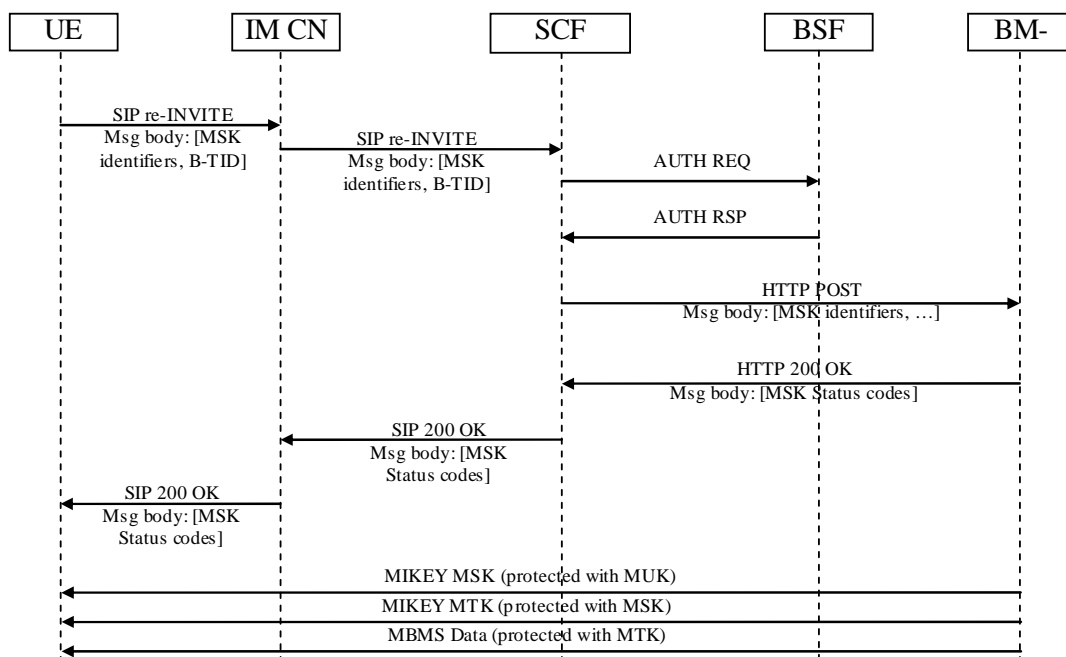 UE
IM CN
SCF
BSF
BM-
SIP re-INVITE
Msg body: [MSK
identifiers, B-TID]
SIP re-INVITE
Msg body: [MSK
identifiers, B-TID]
AUTH REQ
AUTH RSP
HTTP POST
Msg body: [MSK identifiers, …]
HTTP 200 OK
Msg body: [MSK Status codes]
SIP 200 OK
Msg body: [MSK
Status codes]
SIP 200 OK
Msg body: [MSK
Status codes]
MIKEY MSK (protected with MUK)
MIKEY MTK (protected with MSK)
MBMS Data (protected with MTK)